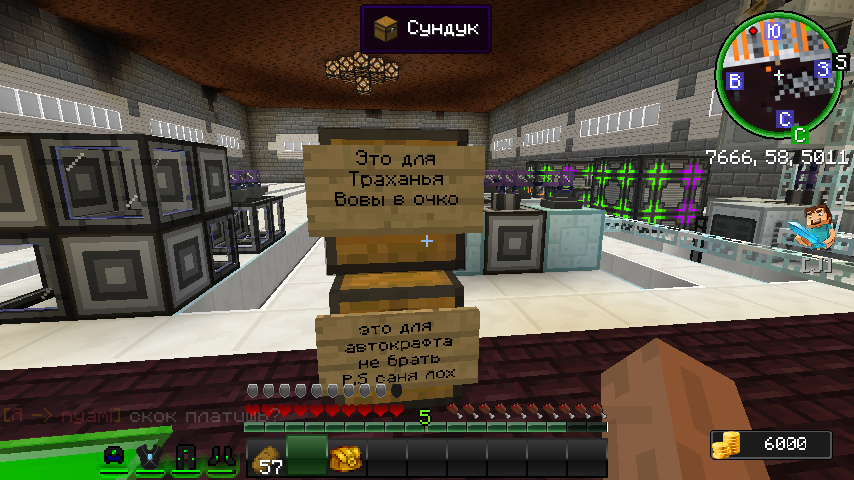 Сундук
Ю
В
З
S
С
С
7666, 58, 5011
Это для
Траханья
Вовы в очко
[J]
это для
автокрафта
не брать
P.S саня лох
[Я -> nyam] скок платишь?
5
57
6000